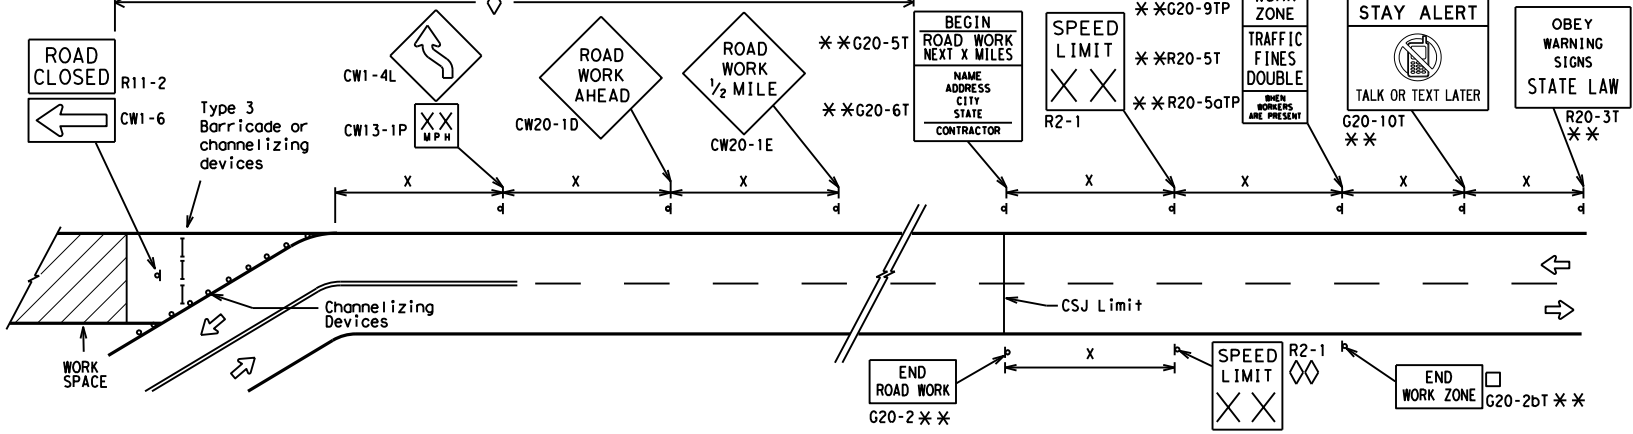 ROAD
CLOSED
R11-2
CW1-6
Type 3
Barricade or
channelizing
devices
CW1-4L
CW13-1P
XX
MPH
ROAD
WORK
AHEAD
CW20-1D
ROAD
WORK
1/2 MILE
CW20-1E
**G20-5T
**G20-6T
BEGIN
ROAD WORK
NEXT X MILES
NAME
ADDRESS
CITY
STATE
CONTRACTOR
SPEED
LIMIT
XX
R2-1
**G20-9TP
**R20-5T
**R20-5aTP
ZONE
TRAFFIC
FINES
DOUBLE
WHEN
WORKERS
ARE PRESENT
STAY ALERT
TALK OR TEXT LATER
G20-10T
**
OBEY
WARNING
SIGNS
STATE LAW
R20-3T
**
X
X
X
X
X
X
X
Channelizing
Devices
CSJ Limit
WORK
SPACE
END
ROAD WORK
G20-2 **
X
SPEED
LIMIT
XX
R2-1
END
WORK ZONE
G20-2bT **